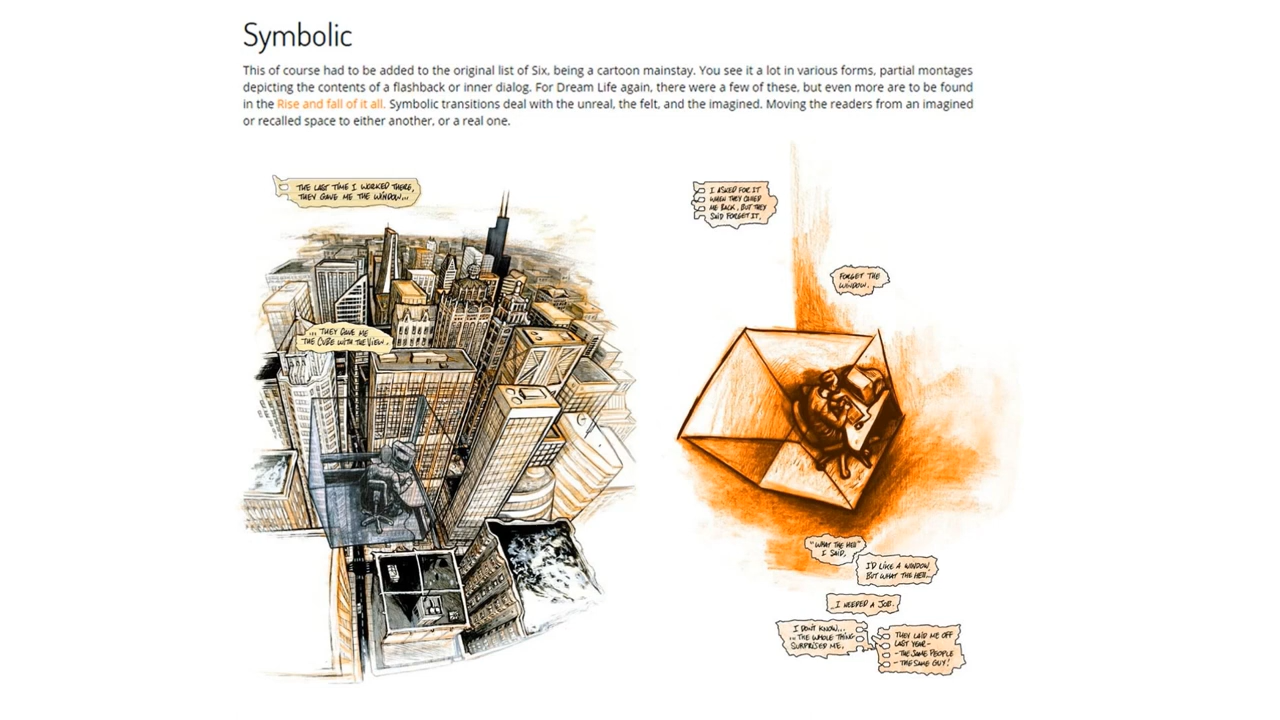 Symbolic
This of course had to be added to the original list of Six, being a cartoon mainstay. You see it a lot in various forms, partial montages
depicting the contents of a flashback or inner dialog. For Dream Life again, there were a few of these, but even more are to be found
in the Rise and fall of it all. Symbolic transitions deal with the unreal, the felt, and the imagined. Moving the readers from an imagined
or recalled space to either another, or a real one.
THE LAST TIME I WORKED THERE,
THEY GAVE ME THE WINDOW...
... THEY GAVE ME
THE CUBE WITH THE VIEW.
I ASKED FOR IT
WHEN THEY CALLED
ME BACK, BUT THEY
SAID FORGET IT,
FORGET THE
WINDOW.
"WHAT THE HELL"
I SAID,
I'D LIKE A WINDOW,
BUT WHAT THE HELL...
I NEEDED A JOB.
I DON'T KNOW...
... THE WHOLE THING
SURPRISED ME.
THEY LAID ME OFF
LAST YEAR-
- THE SAME PEOPLE
- THE SAME GUY!